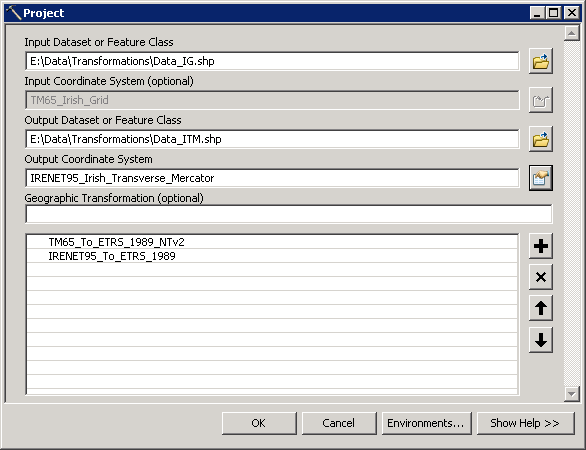 Project
Input Dataset or Feature Class
E:\Data\Transformations\Data_IG.shp
Input Coordinate System (optional)
TM65_Irish_Grid
Output Dataset or Feature Class
E:\Data\Transformations\Data_ITM.shp
Output Coordinate System
IRENET95_Irish_Transverse_Mercator
Geographic Transformation (optional)
TM65_To_ETRS_1989_NTv2
IRENET95_To_ETRS_1989
OK Cancel Environments... Show Help >>